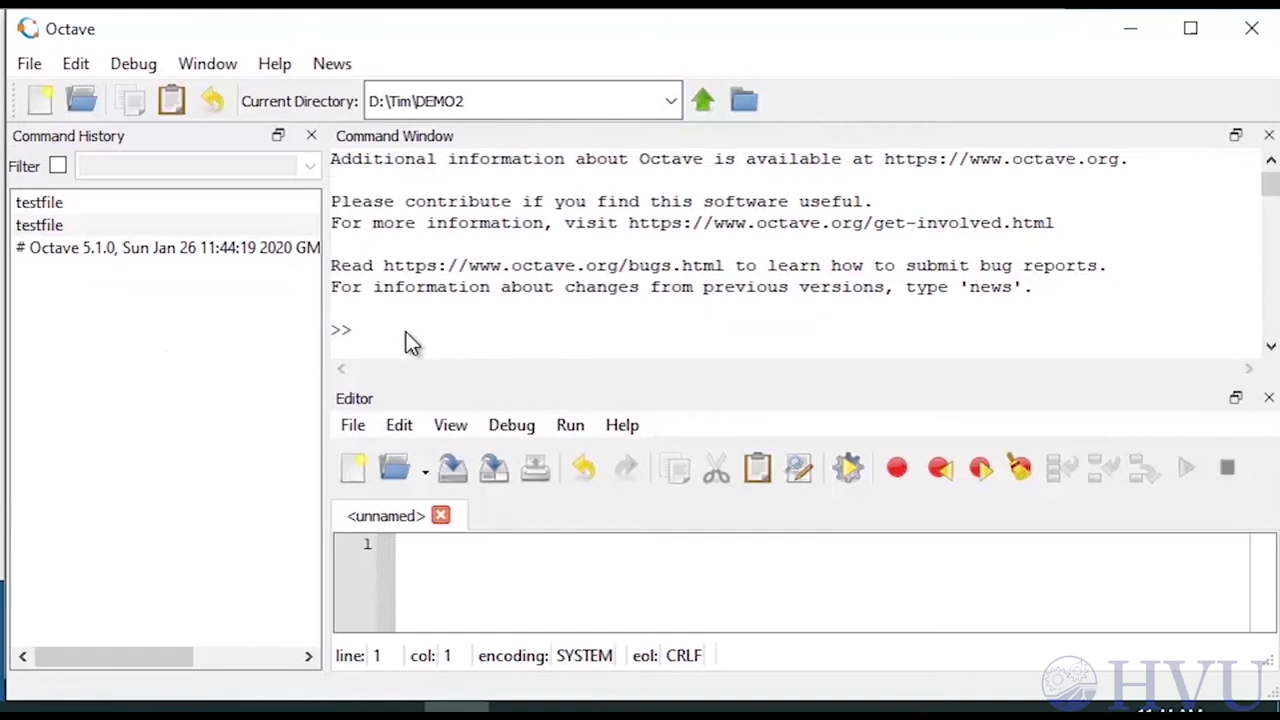 Octave
File Edit Debug Window Help News
Current Directory: D:\Tim\DEMO2
Command History
Filter
testfile
testfile
# Octave 5.1.0, Sun Jan 26 11:44:19 2020 GM
Command Window
Additional information about Octave is available at https://www.octave.org.
Please contribute if you find this software useful.
For more information, visit https://www.octave.org/get-involved.html
Read https://www.octave.org/bugs.html to learn how to submit bug reports.
For information about changes from previous versions, type 'news'.
>>
Editor
File Edit View Debug Run Help
<unnamed>
1
line: 1 col: 1 encoding: SYSTEM eol: CRLF
HVU